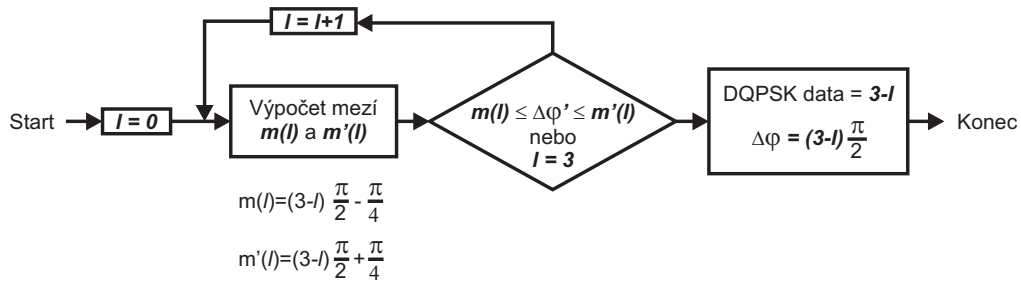 l = l+1
Start
l = 0
Výpočet mezí
m(l) a m'(l)
m(l) ≤ Δφ' ≤ m'(l)
nebo
l = 3
DQPSK data = 3-l
Δφ = (3-l) π/2
Konec
m(l)=(3-l) π/2 - π/4
m'(l)=(3-l) π/2 + π/4